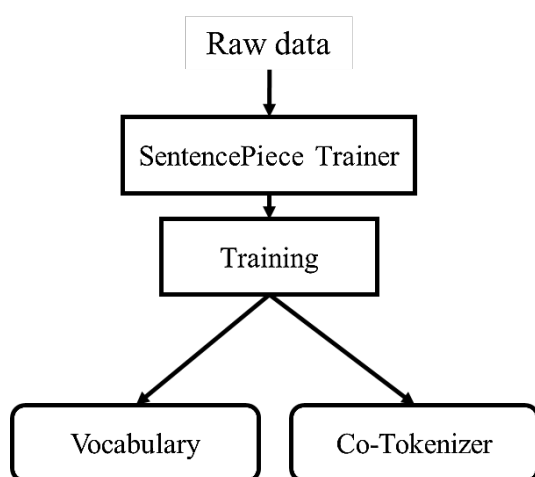 Raw data
SentencePiece Trainer
Training
Vocabulary
Co-Tokenizer